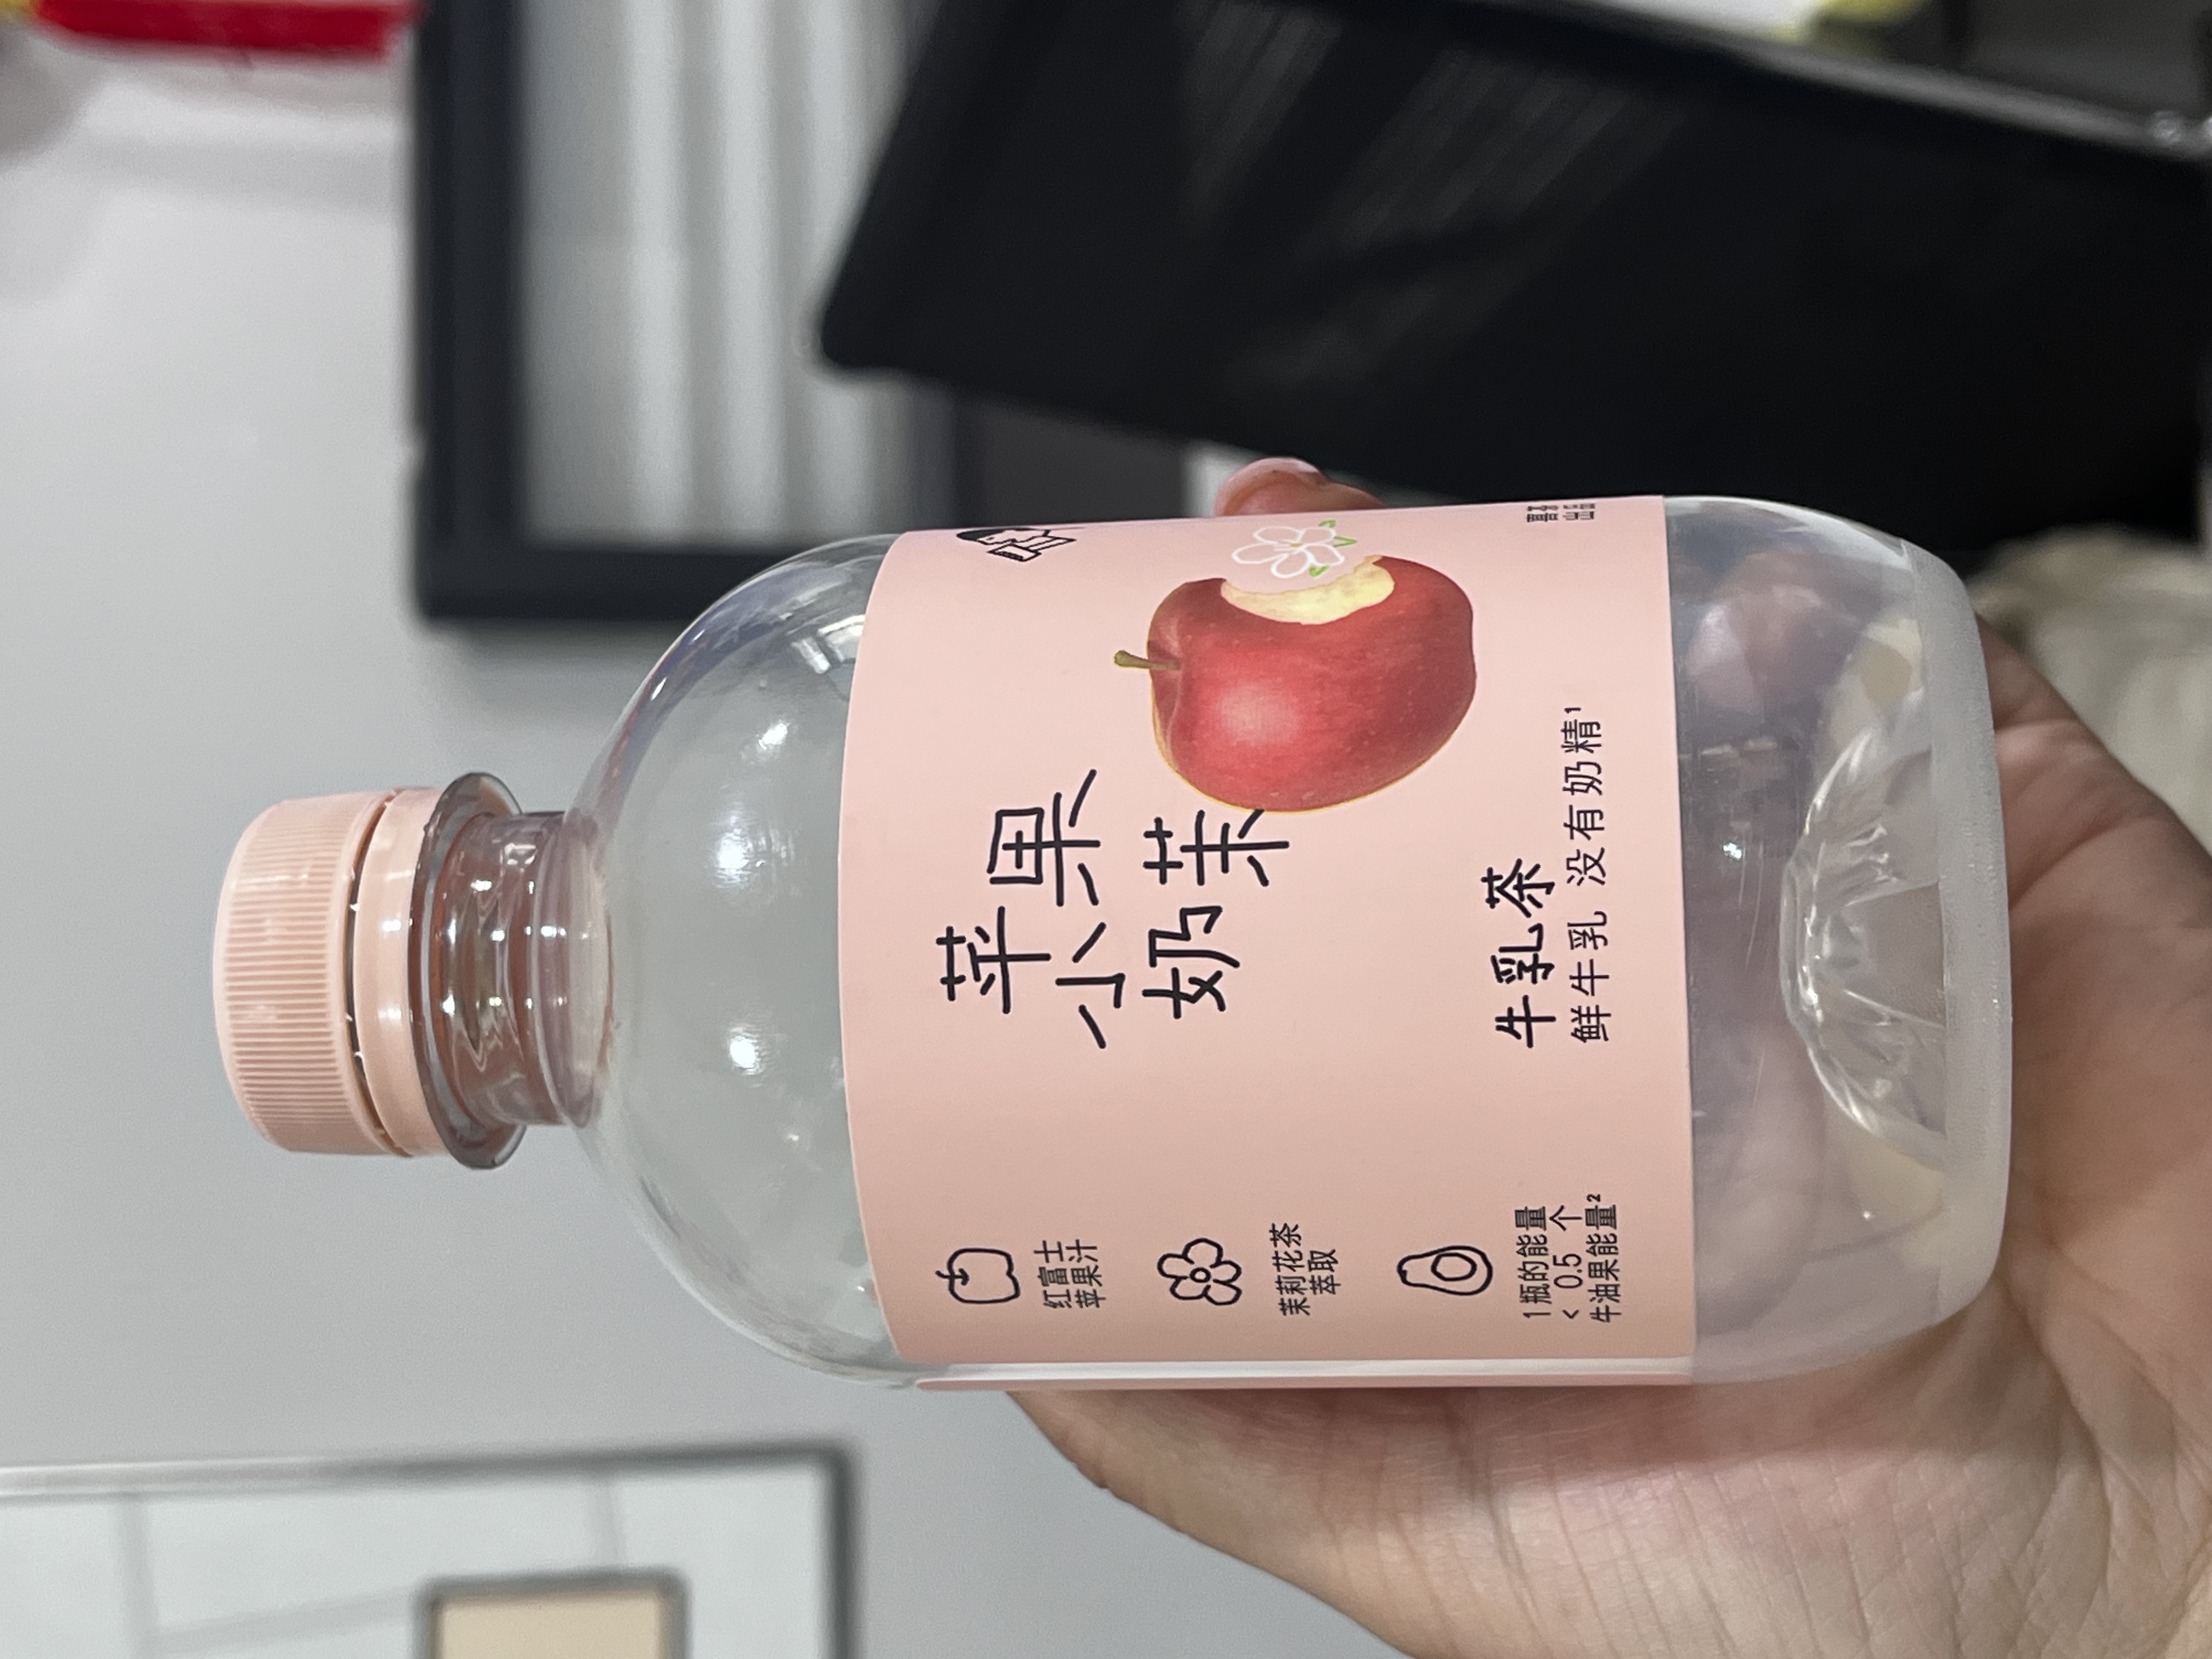 苹果
小
奶茉
牛乳茶
鲜牛乳 没有奶精¹
红富士
苹果汁
茉莉花茶
萃取
1瓶的能量
< 0.5 个
牛油果能量²